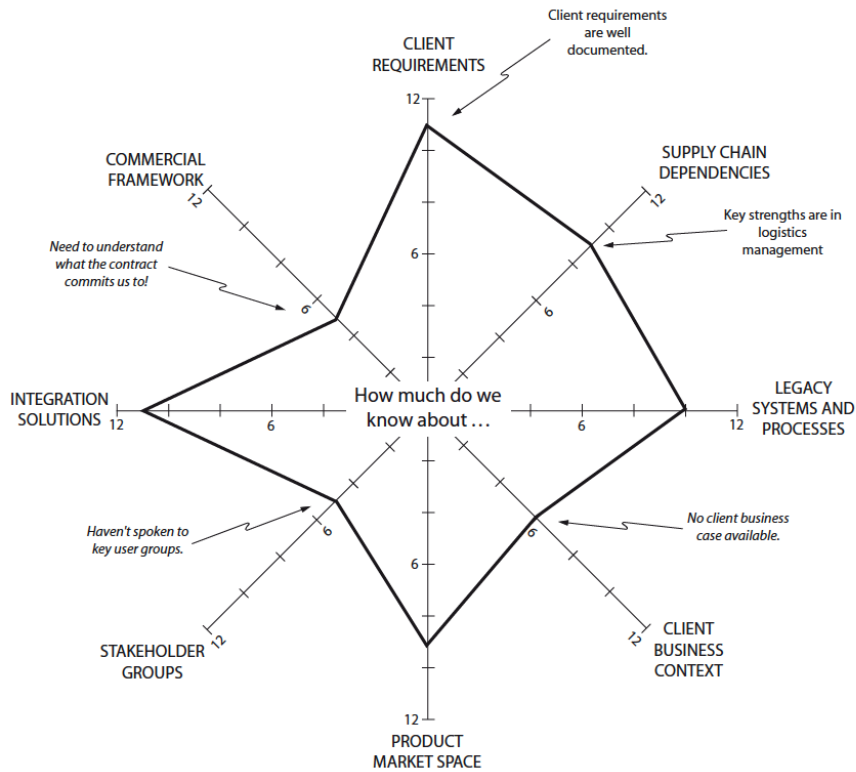 Client requirements
are well
documented.
CLIENT
REQUIREMENTS
12
COMMERCIAL
FRAMEWORK
12
SUPPLY CHAIN
DEPENDENCIES
12
Key strengths are in
logistics
management
Need to understand
what the contract
commits us to!
6
6
6
INTEGRATION
SOLUTIONS
12
6
How much do we
know about ...
6
12
LEGACY
SYSTEMS AND
PROCESSES
Haven't spoken to
key user groups.
6
6
6
No client business
case available.
STAKEHOLDER
GROUPS
12
12
CLIENT
BUSINESS
CONTEXT
12
PRODUCT
MARKET SPACE